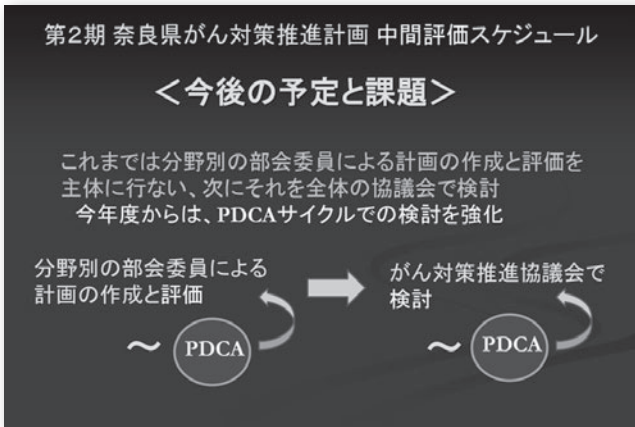 第2期 奈良県がん対策推進計画 中間評価スケジュール
＜今後の予定と課題＞
これまでは分野別の部会委員による計画の作成と評価を
主体に行ない、次にそれを全体の協議会で検討
今年度からは、PDCAサイクルでの検討を強化
分野別の部会委員による
計画の作成と評価
～ PDCA
がん対策推進協議会で
検討
～ PDCA